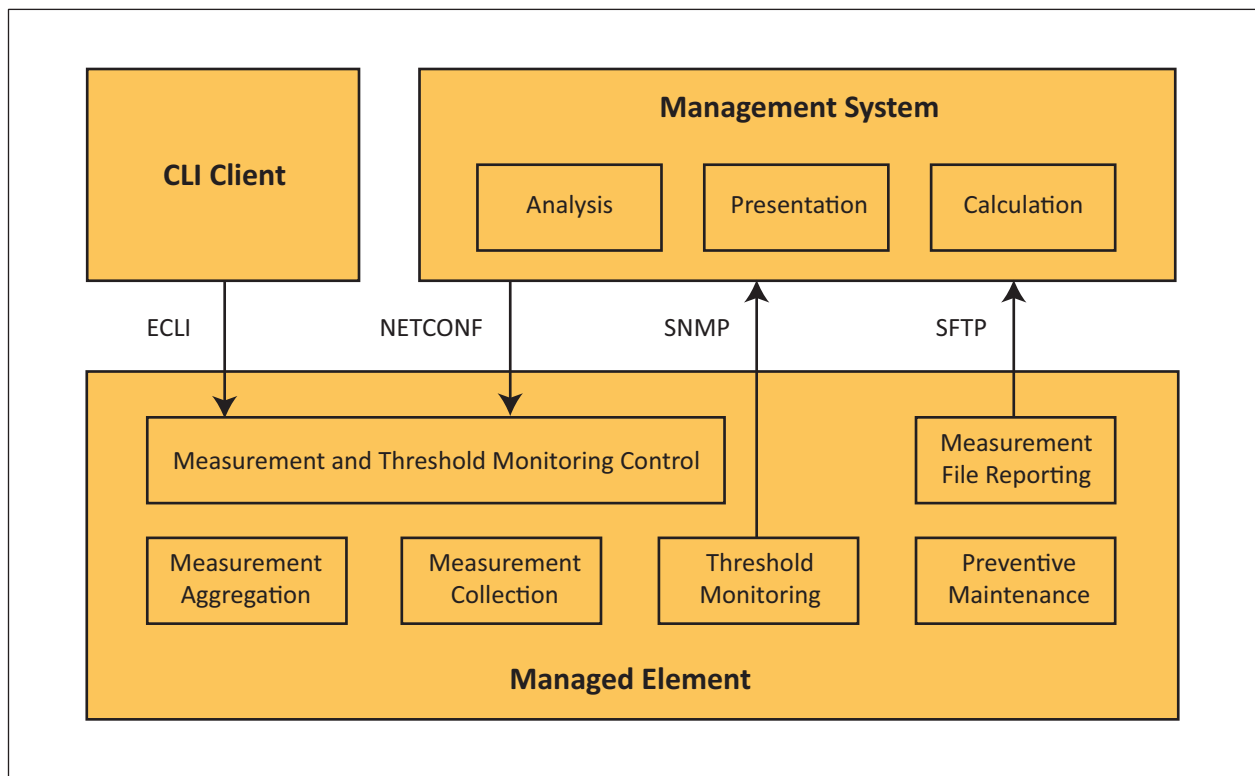 CLI Client
Management System
Analysis
Presentation
Calculation
ECLI
NETCONF
SNMP
SFTP
Measurement and Threshold Monitoring Control
Measurement
File Reporting
Measurement
Aggregation
Measurement
Collection
Threshold
Monitoring
Preventive
Maintenance
Managed Element